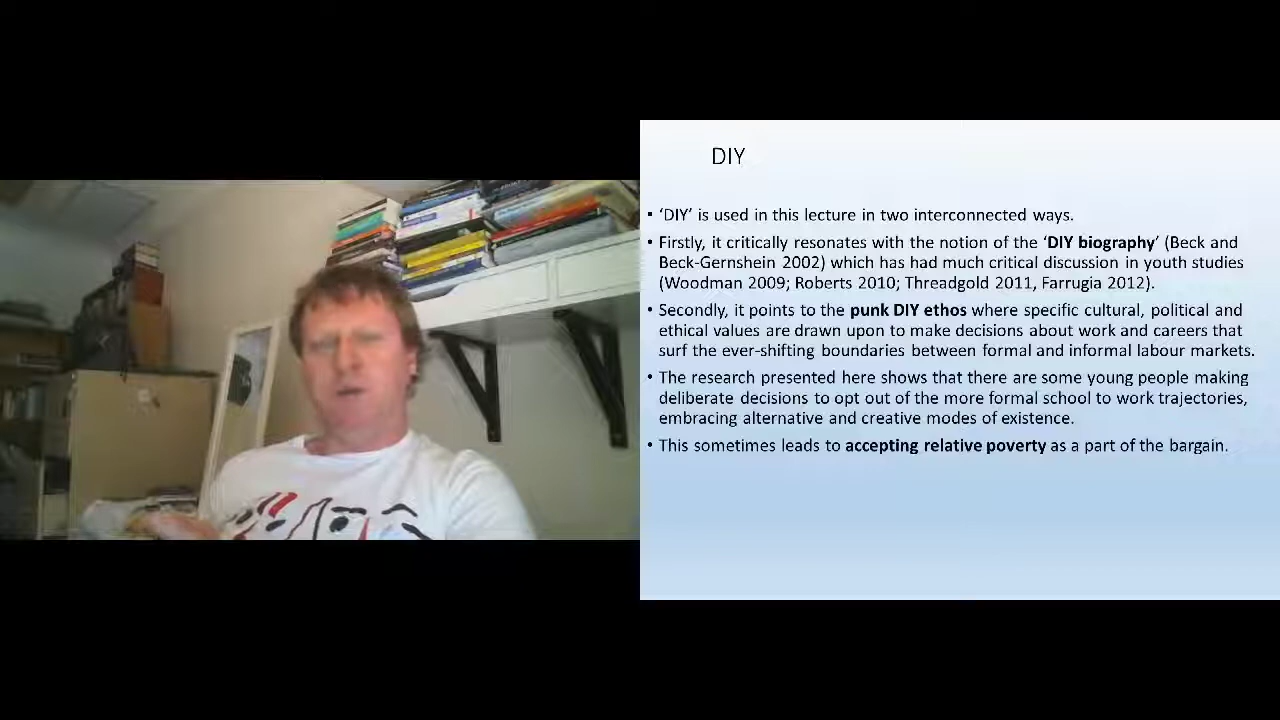 DIY
• ‘DIY’ is used in this lecture in two interconnected ways.
• Firstly, it critically resonates with the notion of the ‘DIY biography’ (Beck and
Beck-Gernshein 2002) which has had much critical discussion in youth studies
(Woodman 2009; Roberts 2010; Threadgold 2011, Farrugia 2012).
• Secondly, it points to the punk DIY ethos where specific cultural, political and
ethical values are drawn upon to make decisions about work and careers that
surf the ever-shifting boundaries between formal and informal labour markets.
• The research presented here shows that there are some young people making
deliberate decisions to opt out of the more formal school to work trajectories,
embracing alternative and creative modes of existence.
• This sometimes leads to accepting relative poverty as a part of the bargain.